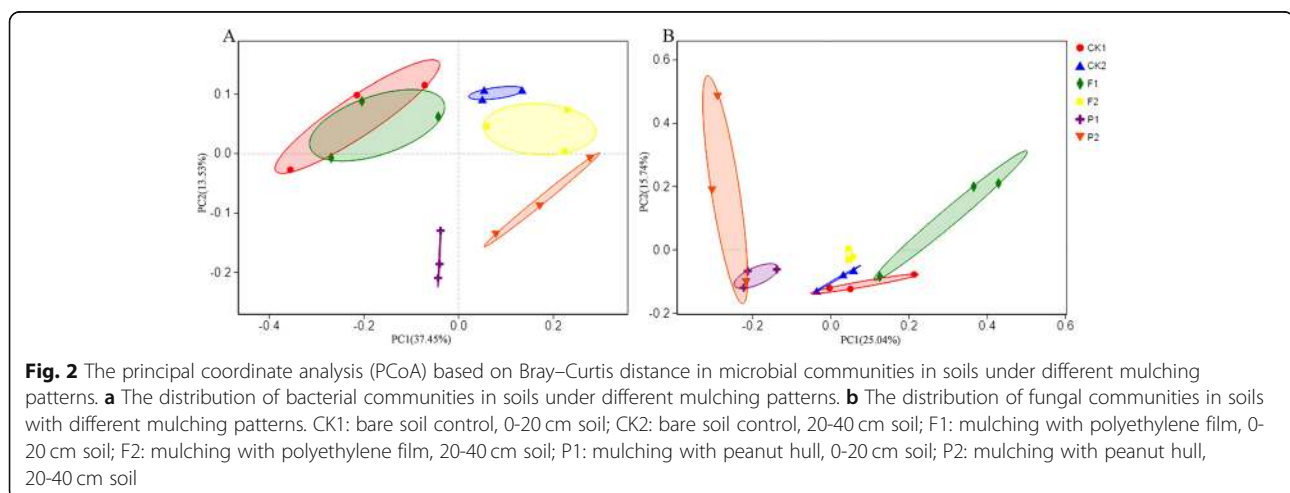 A
B
0.1
0.0
-0.1
-0.2
PC2(13.53%)
-0.4
-0.2
0.0
0.2
PC1(37.45%)
0.6
0.4
0.2
0.0
-0.2
PC2(15.74%)
-0.2
0.0
0.2
0.4
0.6
PC1(25.04%)
CK1
CK2
F1
F2
P1
P2
Fig. 2 The principal coordinate analysis (PCoA) based on Bray–Curtis distance in microbial communities in soils under different mulching
patterns. a The distribution of bacterial communities in soils under different mulching patterns. b The distribution of fungal communities in soils
with different mulching patterns. CK1: bare soil control, 0-20 cm soil; CK2: bare soil control, 20-40 cm soil; F1: mulching with polyethylene film, 0-
20 cm soil; F2: mulching with polyethylene film, 20-40 cm soil; P1: mulching with peanut hull, 0-20 cm soil; P2: mulching with peanut hull,
20-40 cm soil